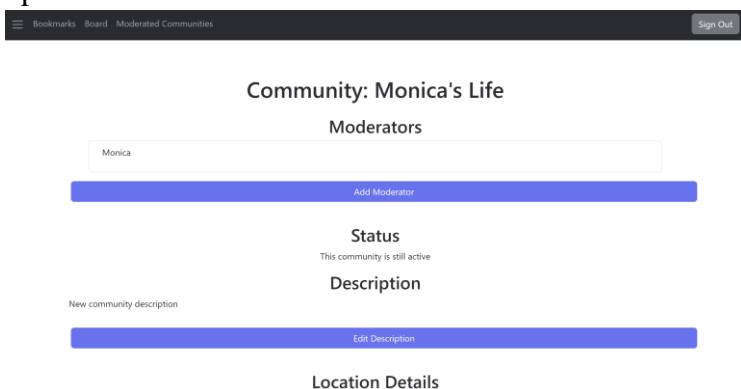 Bookmarks Board Moderated Communities Sign Out
Community: Monica's Life
Moderators
Monica
Add Moderator
Status
This community is still active
Description
New community description
Edit Description
Location Details